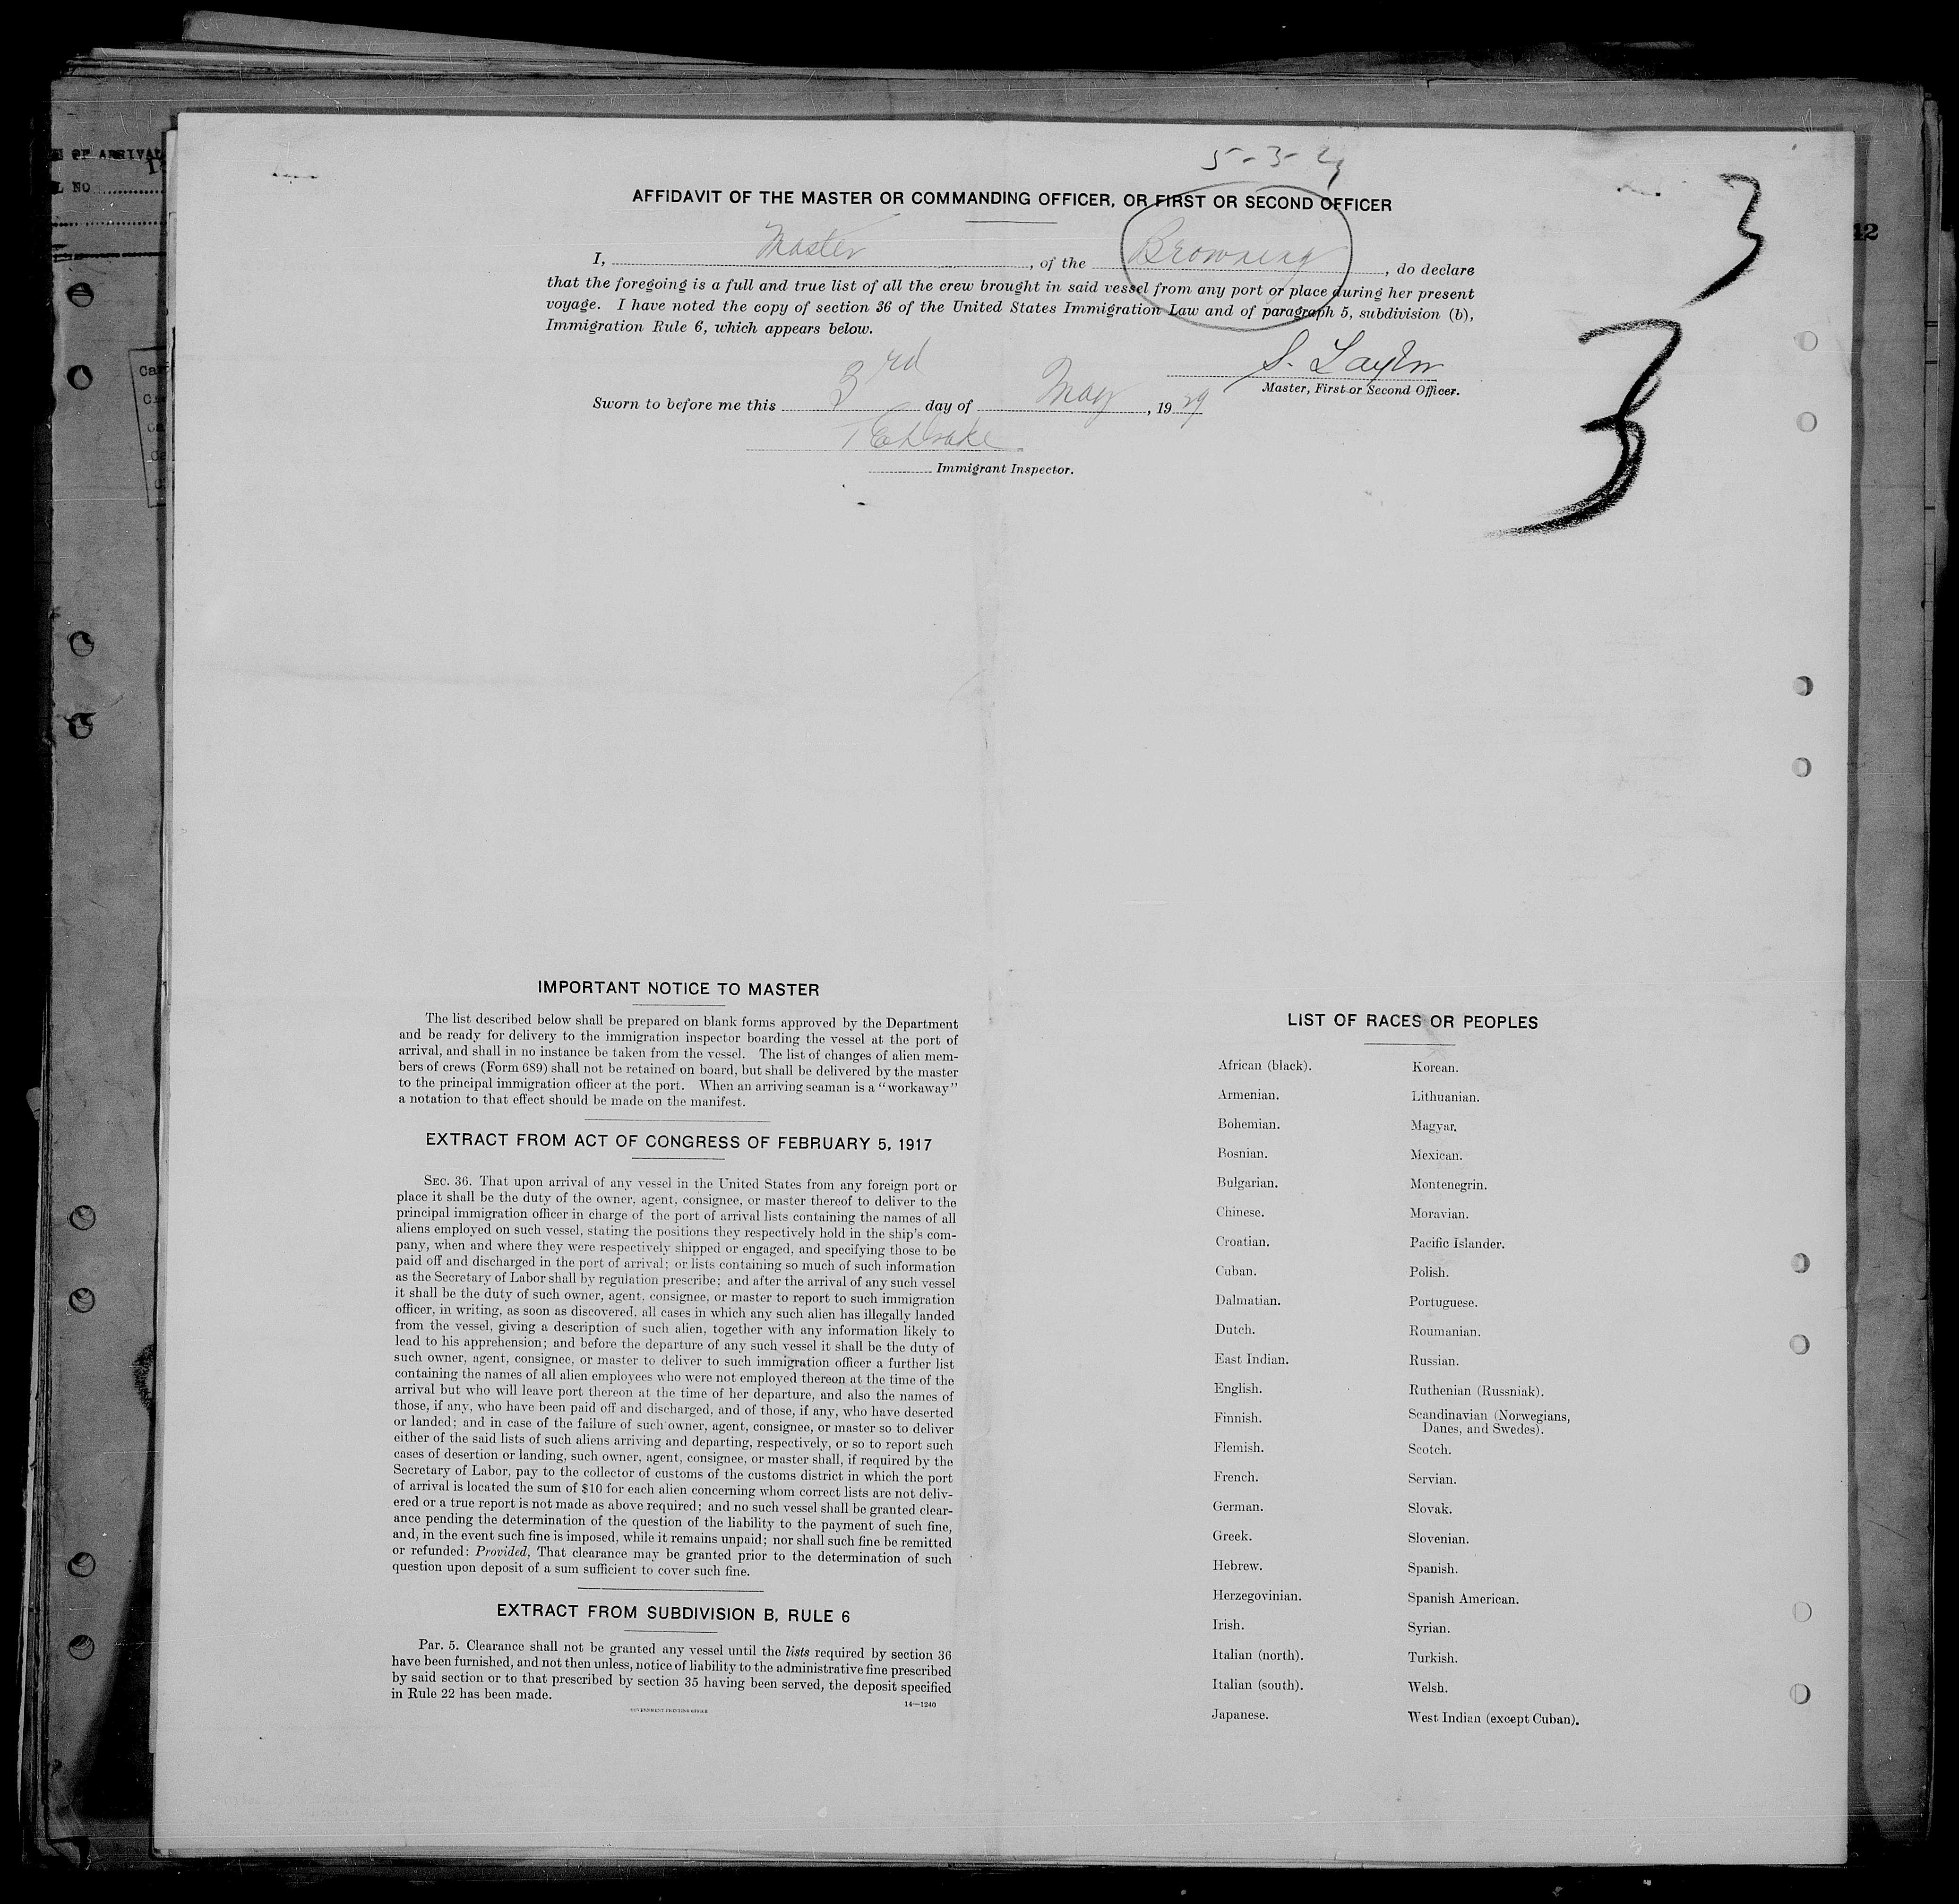 5-3-29
AFFIDAVIT OF THE MASTER OR COMMANDING OFFICER, OR FIRST OR SECOND OFFICER
I, Master, of the Browning, do declare
that the foregoing is a full and true list of all the crew brought in said vessel from any port or place during her present
voyage. I have noted the copy of section 36 of the United States Immigration Law and of paragraph 5, subdivision (b),
Immigration Rule 6, which appears below.
S. Taylor
Master, First or Second Officer.
Sworn to before me this 3rd day of May, 1929
Drake
Immigrant Inspector.
3
3
12
L NO
IMPORTANT NOTICE TO MASTER
The list described below shall be prepared on blank forms approved by the Department
and be ready for delivery to the immigration inspector boarding the vessel at the port of
arrival, and shall in no instance be taken from the vessel. The list of changes of alien mem-
bers of crews (Form 689) shall not be retained on board, but shall be delivered by the master
to the principal immigration officer at the port. When an arriving seaman is a "workaway"
a notation to that effect should be made on the manifest.
EXTRACT FROM ACT OF CONGRESS OF FEBRUARY 5, 1917
SEC. 36. That upon arrival of any vessel in the United States from any foreign port or
place it shall be the duty of the owner, agent, consignee, or master thereof to deliver to the
principal immigration officer in charge of the port of arrival lists containing the names of all
aliens employed on such vessel, stating the positions they respectively hold in the ship's com-
pany, when and where they were respectively shipped or engaged, and specifying those to be
paid off and discharged in the port of arrival; or lists containing so much of such information
as the Secretary of Labor shall by regulation prescribe; and after the arrival of any such vessel
it shall be the duty of such owner, agent, consignee, or master to report to such immigration
officer, in writing, as soon as discovered, all cases in which any such alien has illegally landed
from the vessel, giving a description of such alien, together with any information likely to
lead to his apprehension; and before the departure of any such vessel it shall be the duty of
such owner, agent, consignee, or master to deliver to such immigration officer a further list
containing the names of all alien employees who were not employed thereon at the time of the
arrival but who will leave port thereon at the time of her departure, and also the names of
those, if any, who have been paid off and discharged, and of those, if any, who have deserted
or landed; and in case of the failure of such owner, agent, consignee, or master so to deliver
either of the said lists of such aliens arriving and departing, respectively, or so to report such
cases of desertion or landing, such owner, agent, consignee, or master shall, if required by the
Secretary of Labor, pay to the collector of customs of the customs district in which the port
of arrival is located the sum of $10 for each alien concerning whom correct lists are not deliv-
ered or a true report is not made as above required; and no such vessel shall be granted clear-
ance pending the determination of the question of the liability to the payment of such fine,
and, in the event such fine is imposed, while it remains unpaid; nor shall such fine be remitted
or refunded: Provided, That clearance may be granted prior to the determination of such
question upon deposit of a sum sufficient to cover such fine.
EXTRACT FROM SUBDIVISION B, RULE 6
Par. 5. Clearance shall not be granted any vessel until the lists required by section 36
have been furnished, and not then unless, notice of liability to the administrative fine prescribed
by said section or to that prescribed by section 35 having been served, the deposit specified
in Rule 22 has been made.
14—1240
GOVERNMENT PRINTING OFFICE
LIST OF RACES OR PEOPLES
African (black).
Armenian.
Bohemian.
Bosnian.
Bulgarian.
Chinese.
Croatian.
Cuban.
Dalmatian.
Dutch.
East Indian.
English.
Finnish.
Flemish.
French.
German.
Greek.
Hebrew.
Herzegovinian.
Irish.
Italian (north).
Italian (south).
Japanese.
Korean.
Lithuanian.
Magyar.
Mexican.
Montenegrin.
Moravian.
Pacific Islander.
Polish.
Portuguese.
Roumanian.
Russian.
Ruthenian (Russniak).
Scandinavian (Norwegians,
Danes, and Swedes).
Scotch.
Servian.
Slovak.
Slovenian.
Spanish.
Spanish American.
Syrian.
Turkish.
Welsh.
West Indian (except Cuban).